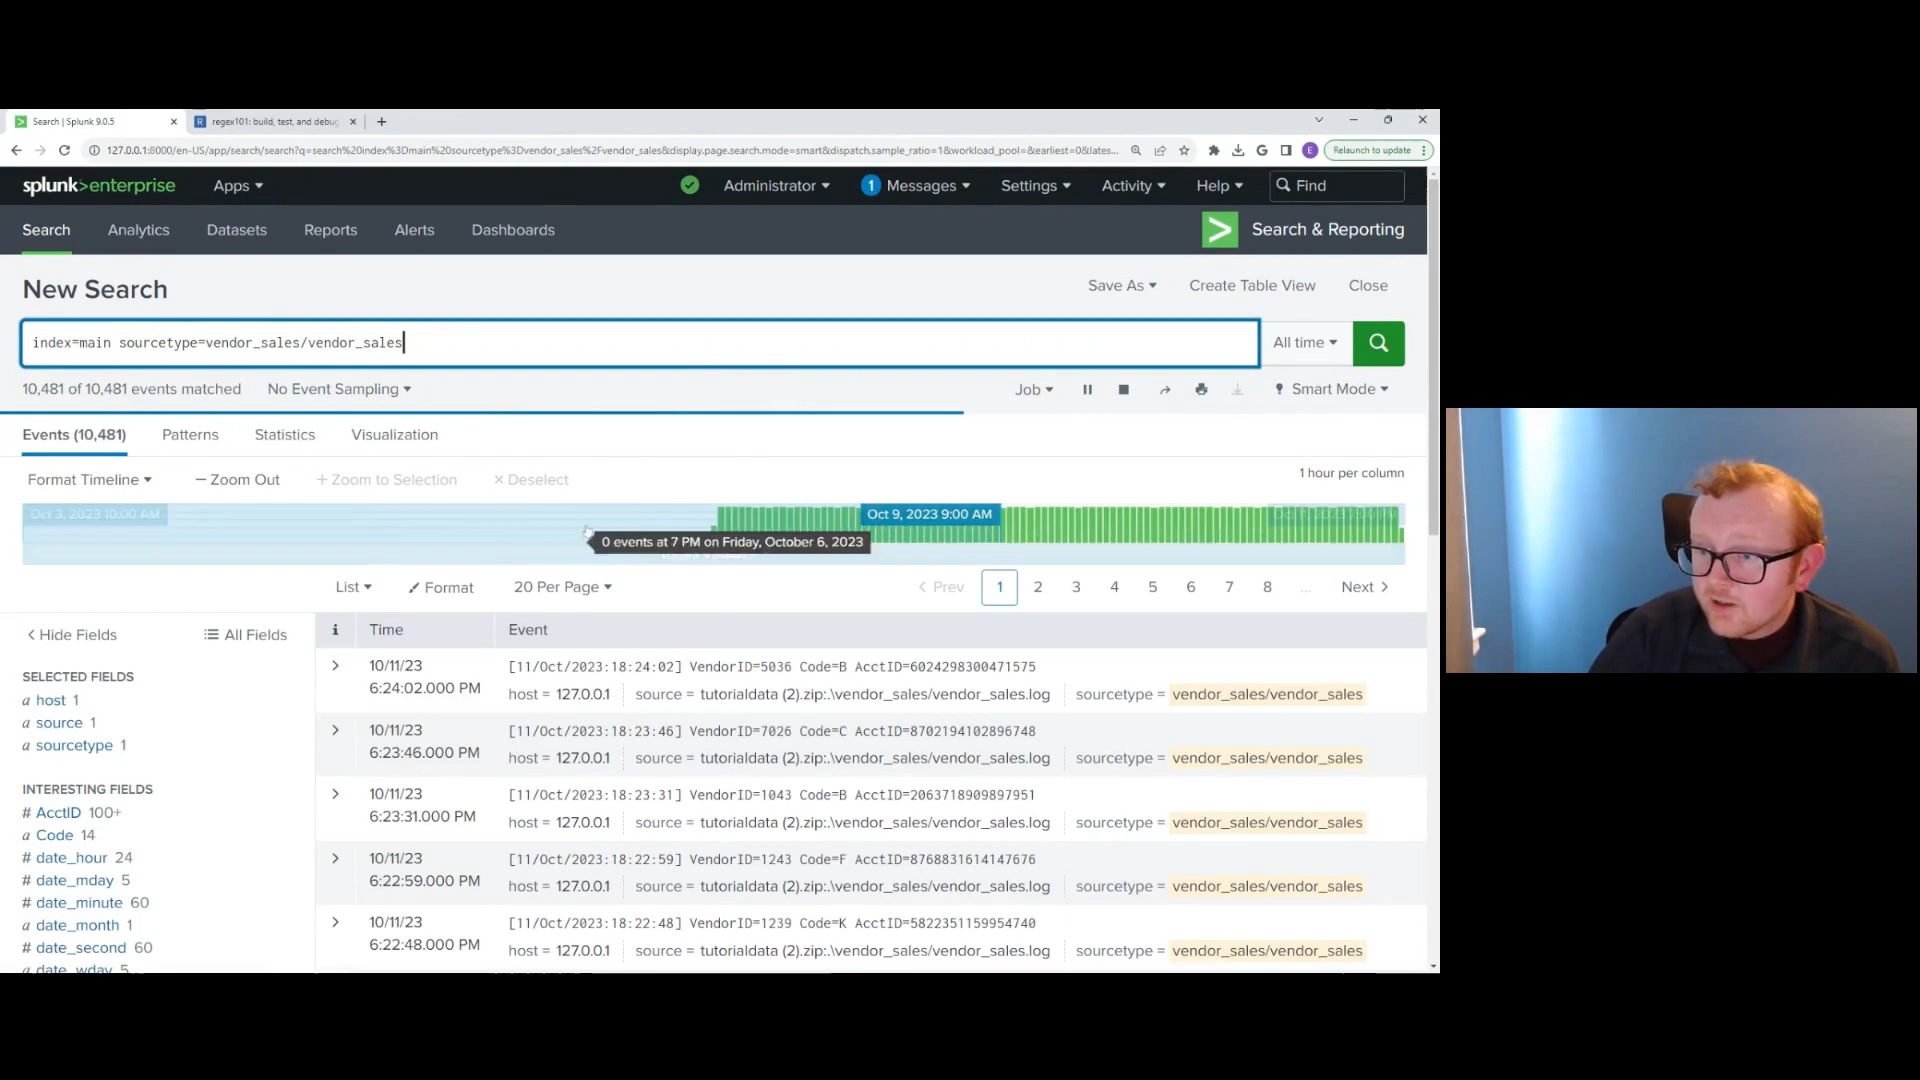 Search | Splunk 9.0.5
regex101: build, test, and debug
127.0.0.1:8000/en-US/app/search/search?q=search%20index%3Dmain%20sourcetype%3Dvendor_sales%2Fvendor_sales&display.page.search.mode=smart&dispatch.sample_ratio=1&workload_pool=&earliest=0&lates...
E
Relaunch to update
splunk>enterprise
Apps
Administrator
1 Messages
Settings
Activity
Help
Find
Search
Analytics
Datasets
Reports
Alerts
Dashboards
Search & Reporting
New Search
Save As
Create Table View
Close
index=main sourcetype=vendor_sales/vendor_sales
All time
10,481 of 10,481 events matched
No Event Sampling
Job
Smart Mode
Events (10,481)
Patterns
Statistics
Visualization
Format Timeline
— Zoom Out
+ Zoom to Selection
× Deselect
1 hour per column
Oct 3, 2023 10:00 AM
Oct 9, 2023 9:00 AM
0 events at 7 PM on Friday, October 6, 2023
List
Format
20 Per Page
< Prev
1
2
3
4
5
6
7
8
...
Next >
< Hide Fields
All Fields
SELECTED FIELDS
a host 1
a source 1
a sourcetype 1
INTERESTING FIELDS
# AcctID 100+
a Code 14
# date_hour 24
# date_mday 5
# date_minute 60
a date_month 1
# date_second 60
a date_wday 5
i
Time
Event
10/11/23
6:24:02.000 PM
[11/Oct/2023:18:24:02] VendorID=5036 Code=B AcctID=6024298300471575
host = 127.0.0.1
source = tutorialdata (2).zip:.\vendor_sales/vendor_sales.log
sourcetype = vendor_sales/vendor_sales
10/11/23
6:23:46.000 PM
[11/Oct/2023:18:23:46] VendorID=7026 Code=C AcctID=8702194102896748
host = 127.0.0.1
source = tutorialdata (2).zip:.\vendor_sales/vendor_sales.log
sourcetype = vendor_sales/vendor_sales
10/11/23
6:23:31.000 PM
[11/Oct/2023:18:23:31] VendorID=1043 Code=B AcctID=2063718909897951
host = 127.0.0.1
source = tutorialdata (2).zip:.\vendor_sales/vendor_sales.log
sourcetype = vendor_sales/vendor_sales
10/11/23
6:22:59.000 PM
[11/Oct/2023:18:22:59] VendorID=1243 Code=F AcctID=8768831614147676
host = 127.0.0.1
source = tutorialdata (2).zip:.\vendor_sales/vendor_sales.log
sourcetype = vendor_sales/vendor_sales
10/11/23
6:22:48.000 PM
[11/Oct/2023:18:22:48] VendorID=1239 Code=K AcctID=5822351159954740
host = 127.0.0.1
source = tutorialdata (2).zip:.\vendor_sales/vendor_sales.log
sourcetype = vendor_sales/vendor_sales